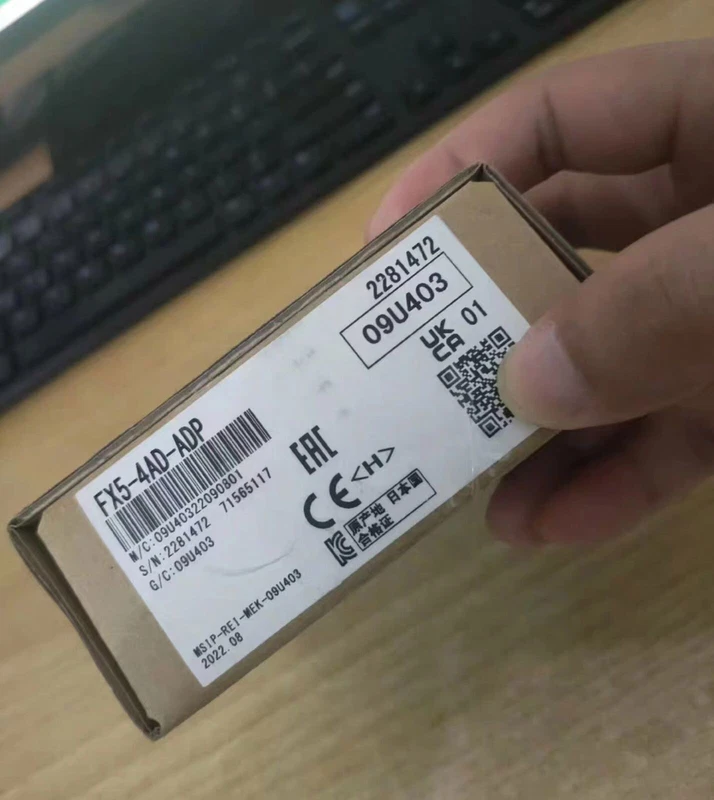 2281472
09U403
UK
CA
01
FX5-4AD-ADP
M/C:09U40322090801
S/N:2281472 71565117
G/C:09U403
EAC
CE <H>
原产地 日本国
合格证
MSIP-REI-MEK-09U403
2022.08